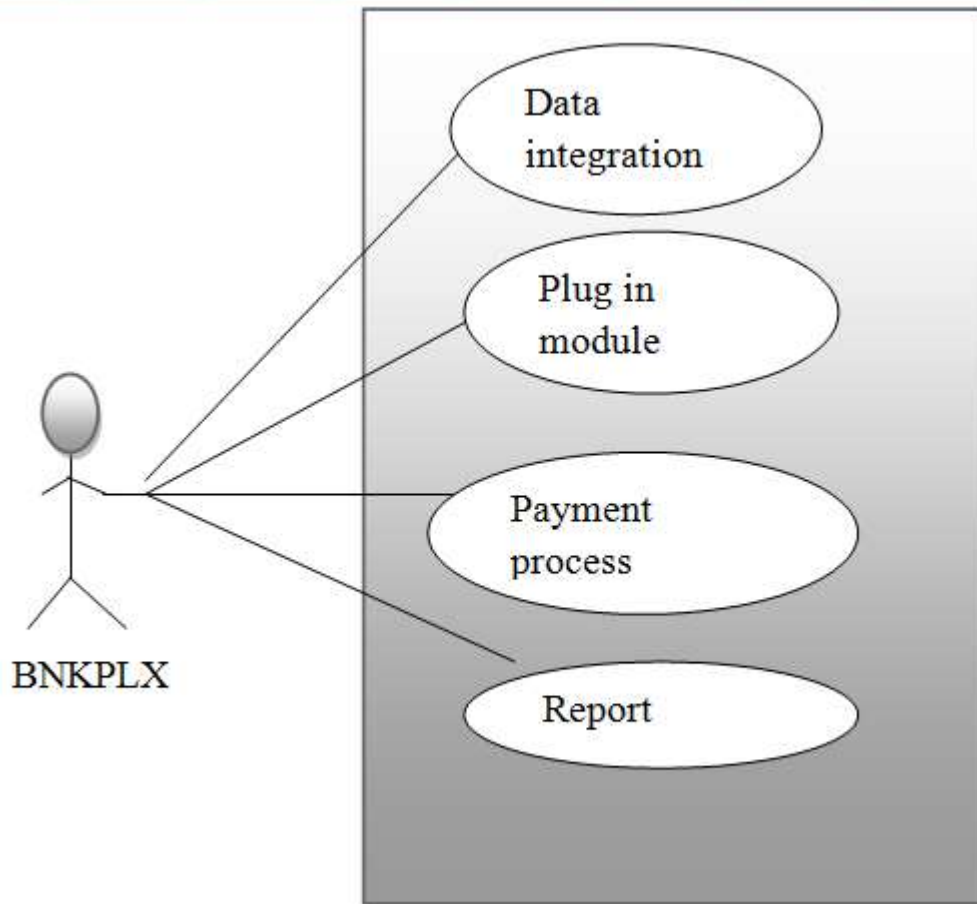 Data
integration
Plug in
module
Payment
process
BNKPLX
Report